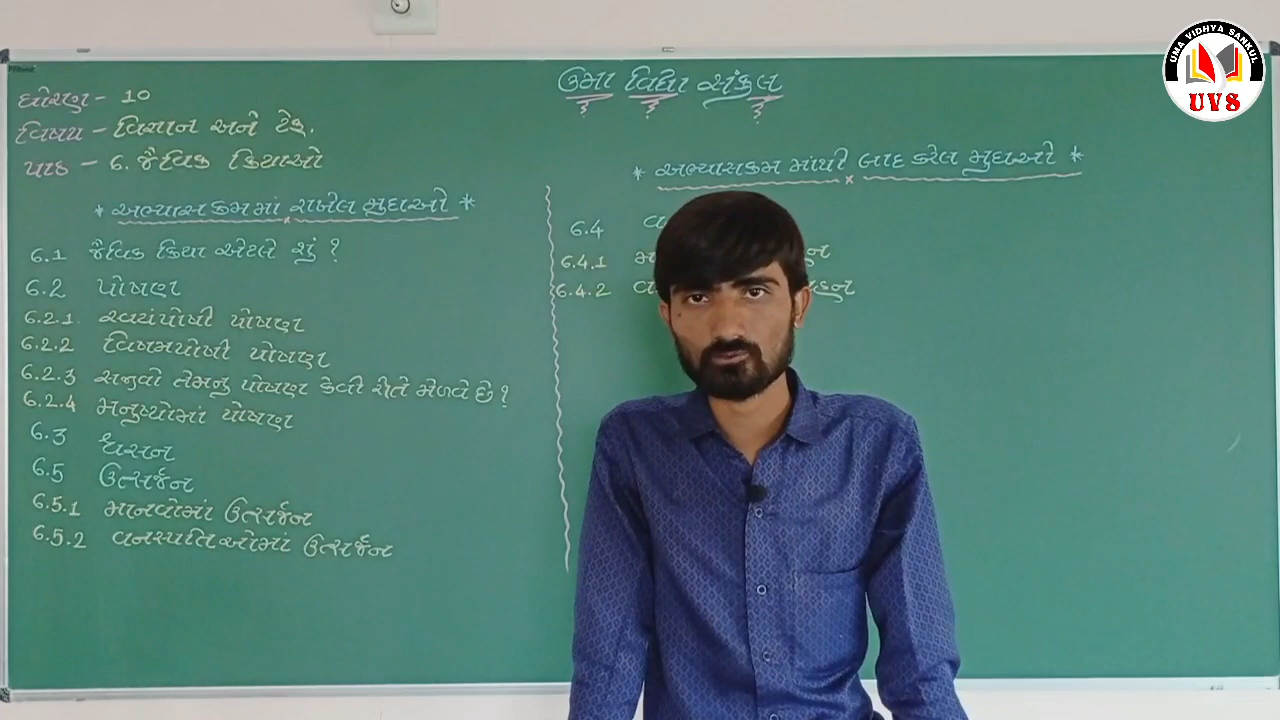 ઉમા વિદ્યા સંકુલ
UMA VIDHYA SANKUL
UVS
ધોરણ - 10
વિષય - વિજ્ઞાન અને ટેક.
પાઠ - 6. જૈવિક ક્રિયાઓ
* અભ્યાસક્રમમાં રાખેલ મુદ્દાઓ *
6.1 જૈવિક ક્રિયા એટલે શું ?
6.2 પોષણ
6.2.1 સ્વયંપોષી પોષણ
6.2.2 વિષમપોષી પોષણ
6.2.3 સજીવો તેમનુ પોષણ કેવી રીતે મેળવે છે ?
6.2.4 મનુષ્યોમાં પોષણ
6.3 શ્વસન
6.5 ઉત્સર્જન
6.5.1 માનવોમાં ઉત્સર્જન
6.5.2 વનસ્પતિઓમાં ઉત્સર્જન
* અભ્યાસક્રમ માંથી બાદ કરેલ મુદ્દાઓ *
6.4
6.4.1
6.4.2